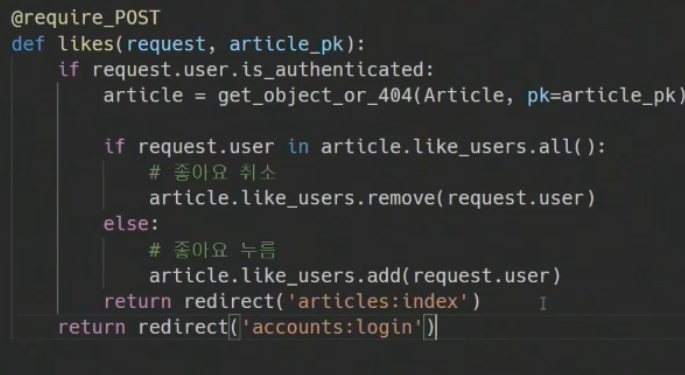 @require_POST
def likes(request, article_pk):
    if request.user.is_authenticated:
        article = get_object_or_404(Article, pk=article_pk)
        if request.user in article.like_users.all():
            # 좋아요 취소
            article.like_users.remove(request.user)
        else:
            # 좋아요 누름
            article.like_users.add(request.user)
        return redirect('articles:index')
    return redirect('accounts:login')